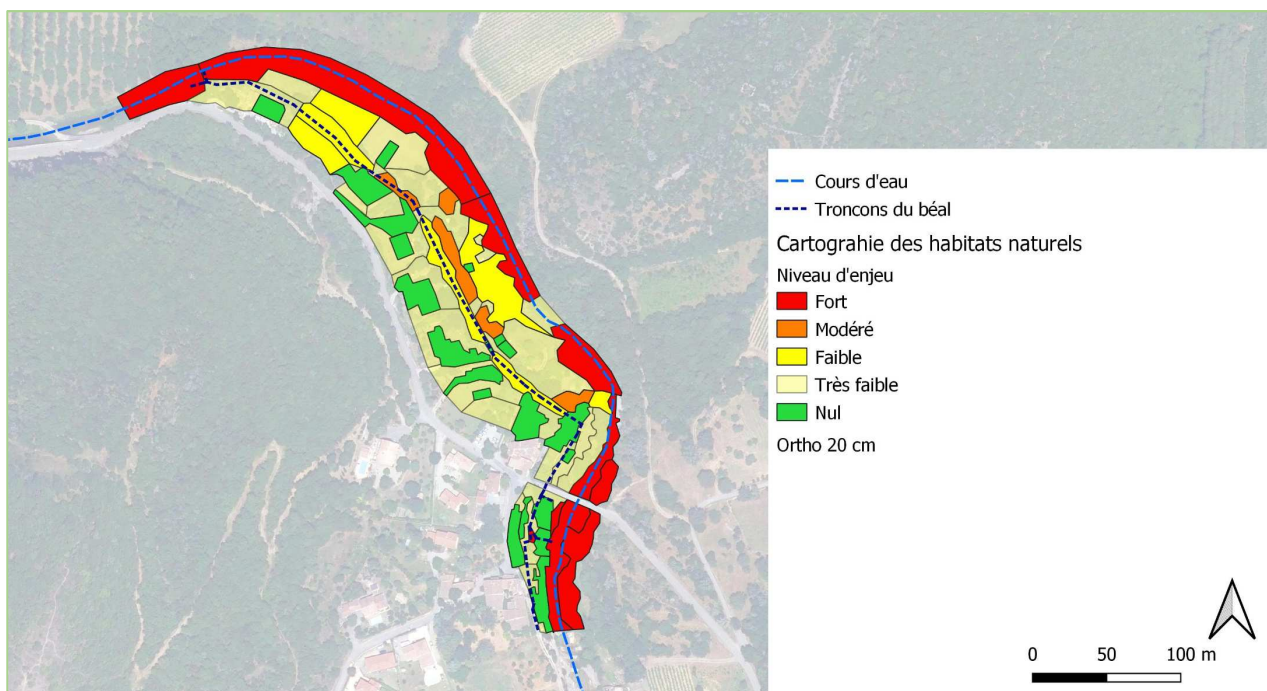 Cours d'eau
Troncons du béal
Cartograhie des habitats naturels
Niveau d'enjeu
Fort
Modéré
Faible
Très faible
Nul
Ortho 20 cm
0 50 100 m